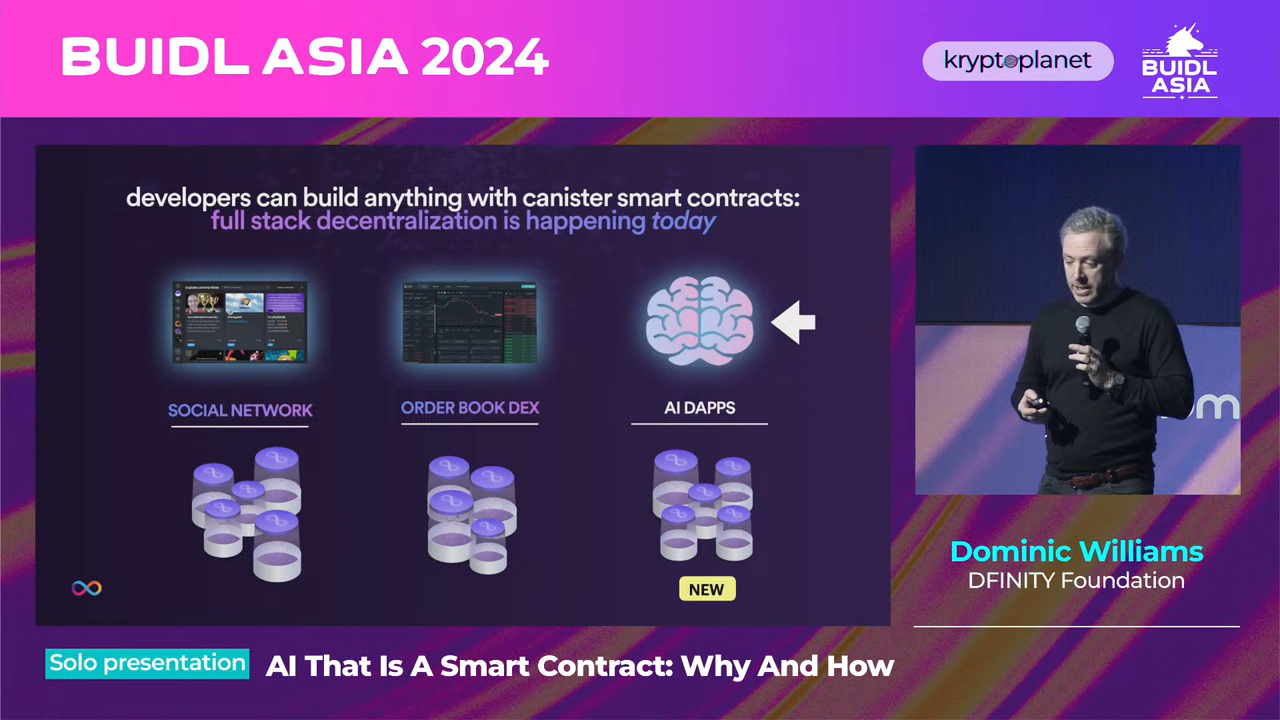 BUIDL ASIA 2024
kryptoplanet
BUIDL
ASIA
developers can build anything with canister smart contracts:
full stack decentralization is happening today
SOCIAL NETWORK
ORDER BOOK DEX
AI DAPPS
NEW
Dominic Williams
DFINITY Foundation
Solo presentation
AI That Is A Smart Contract: Why And How